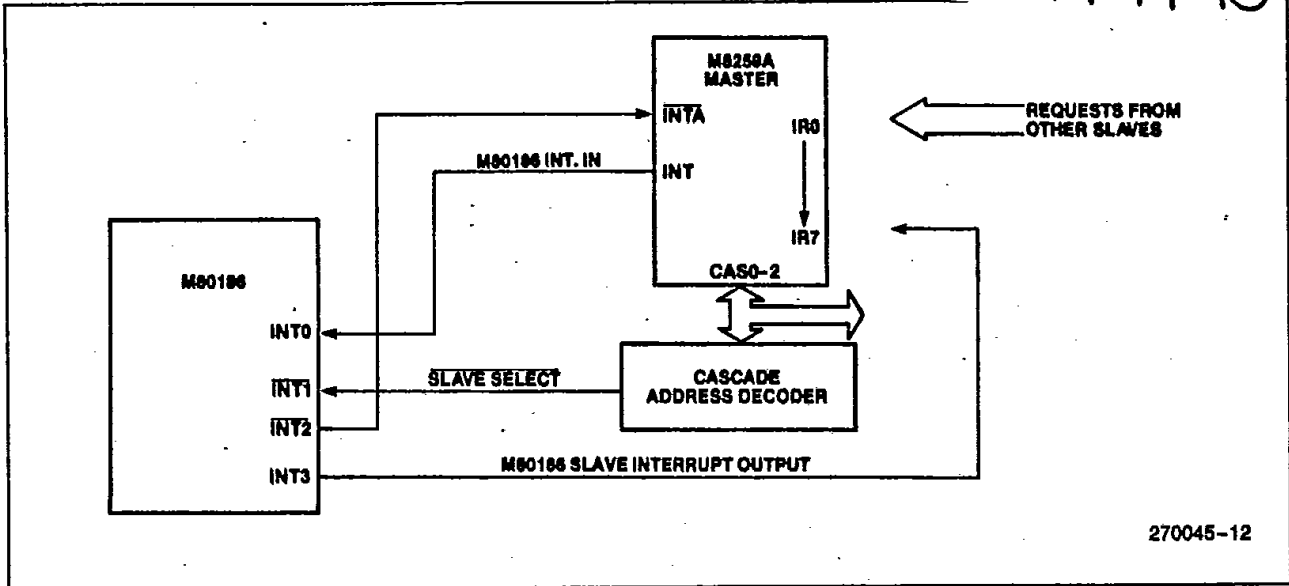 M8259A
MASTER
INTA
IR0
REQUESTS FROM
OTHER SLAVES
M80186 INT. IN
INT
IR7
M80186
CAS0-2
INT0
SLAVE SELECT
CASCADE
ADDRESS DECODER
INT1
INT2
M80186 SLAVE INTERRUPT OUTPUT
INT3
270045-12